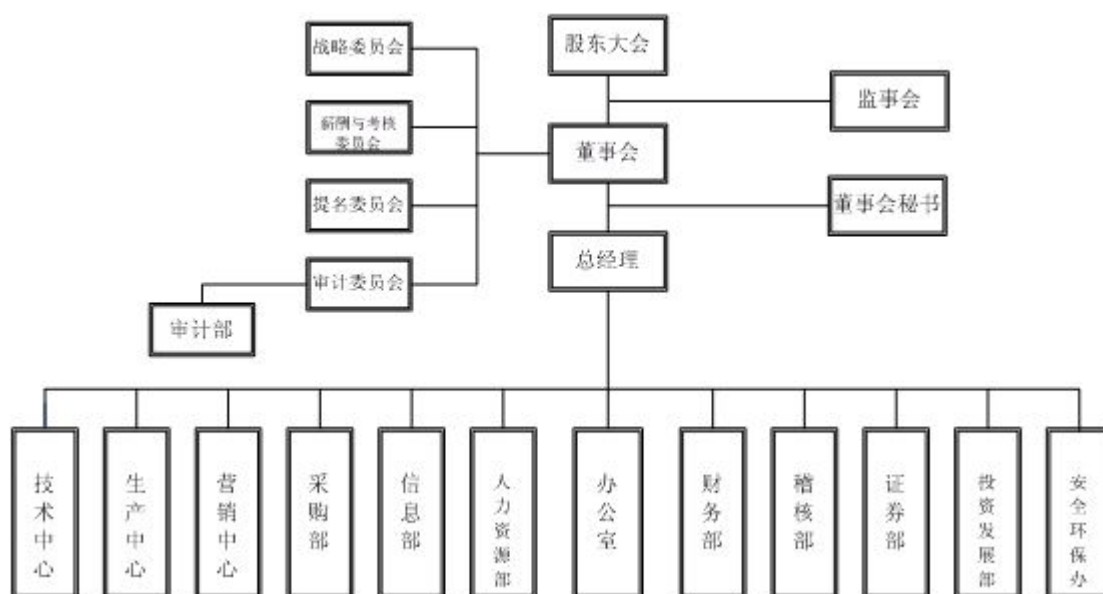 战略委员会
股东大会
监事会
薪酬与考核
委员会
董事会
提名委员会
董事会秘书
总经理
审计委员会
审计部
技术中心
生产中心
营销中心
采购部
信息部
人力资源部
办公室
财务部
稽核部
证券部
投资发展部
安全环保办